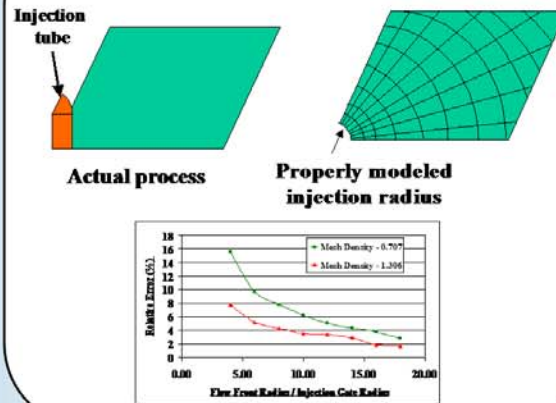 Injection
tube
Actual process
Properly modeled
injection radius
18
16
14
12
10
8
6
4
2
0
Relative Error (%)
Mesh Density - 0.707
Mesh Density - 1.306
0.00
5.00
10.00
15.00
20.00
Flow Front Radius / Injection Gate Radius